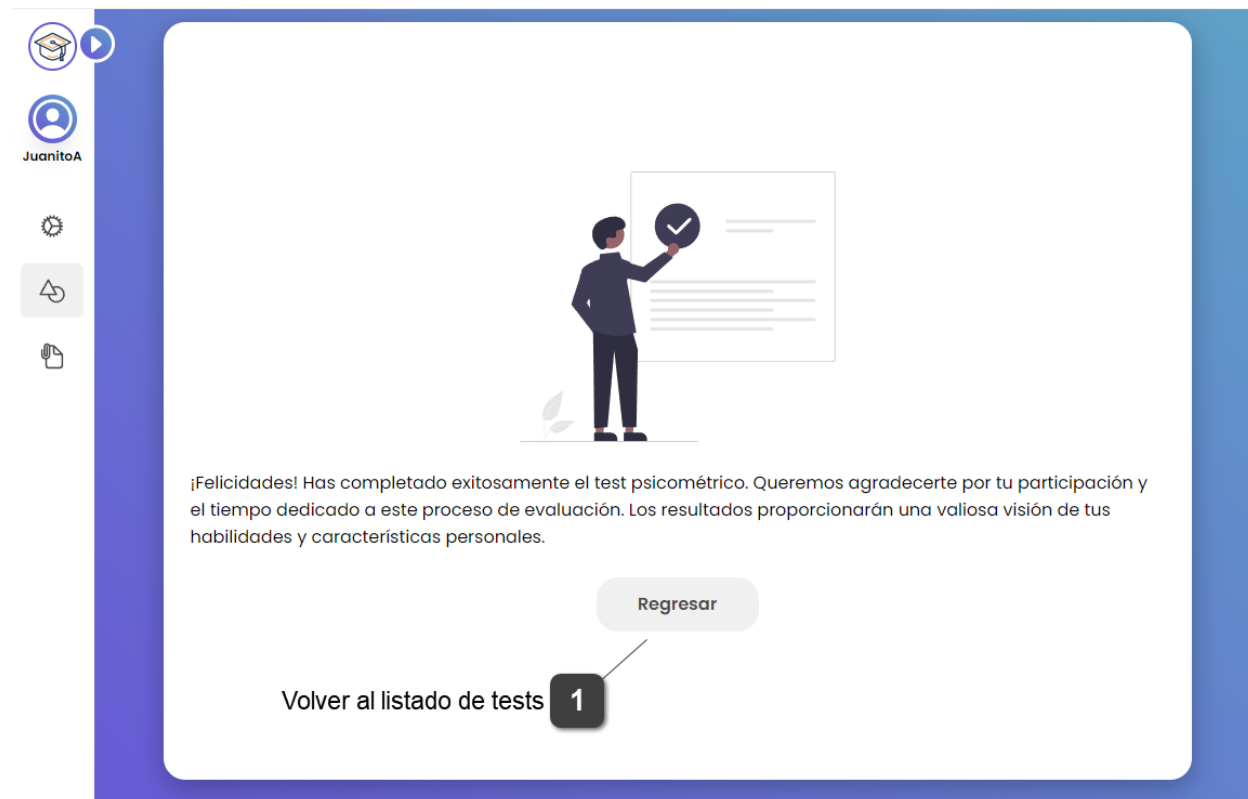 JuanitoA
¡Felicidades! Has completado exitosamente el test psicométrico. Queremos agradecerte por tu participación y
el tiempo dedicado a este proceso de evaluación. Los resultados proporcionarán una valiosa visión de tus
habilidades y características personales.
Regresar
Volver al listado de tests 1